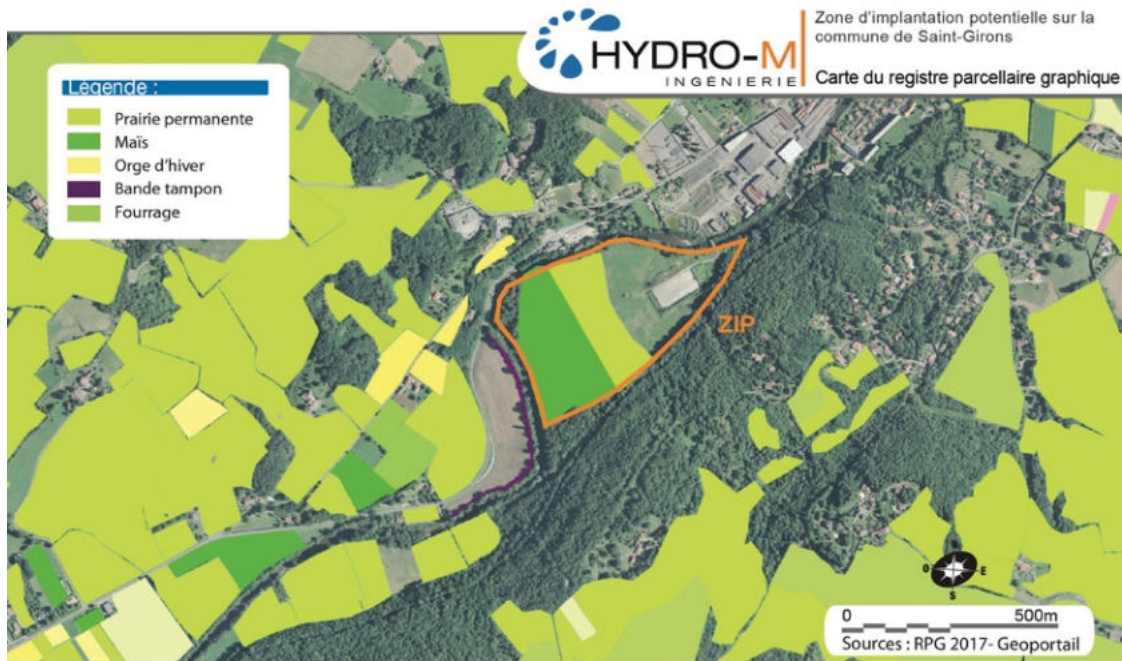 HYDRO-M
INGÉNIERIE
Zone d'implantation potentielle sur la
commune de Saint-Girons
Carte du registre parcellaire graphique
Légende :
Prairie permanente
Maïs
Orge d'hiver
Bande tampon
Fourrage
ZIP
O
E
S
0
500m
Sources : RPG 2017- Geoportail